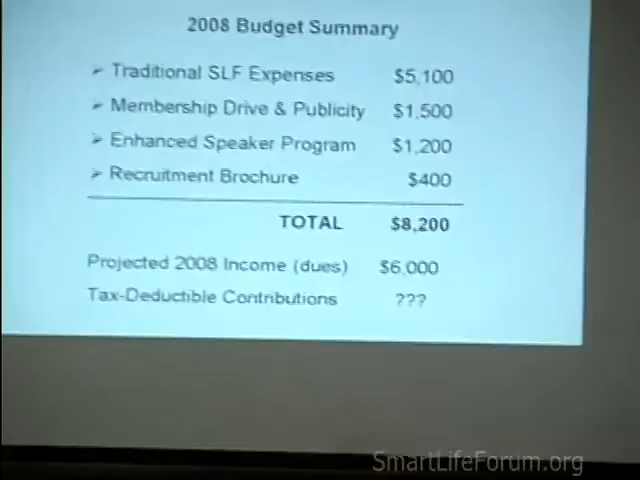 2008 Budget Summary
➢ Traditional SLF Expenses $5,100
➢ Membership Drive & Publicity $1,500
➢ Enhanced Speaker Program $1,200
➢ Recruitment Brochure $400
TOTAL $8,200
Projected 2008 Income (dues) $6,000
Tax-Deductible Contributions ???
SmartLifeForum.org